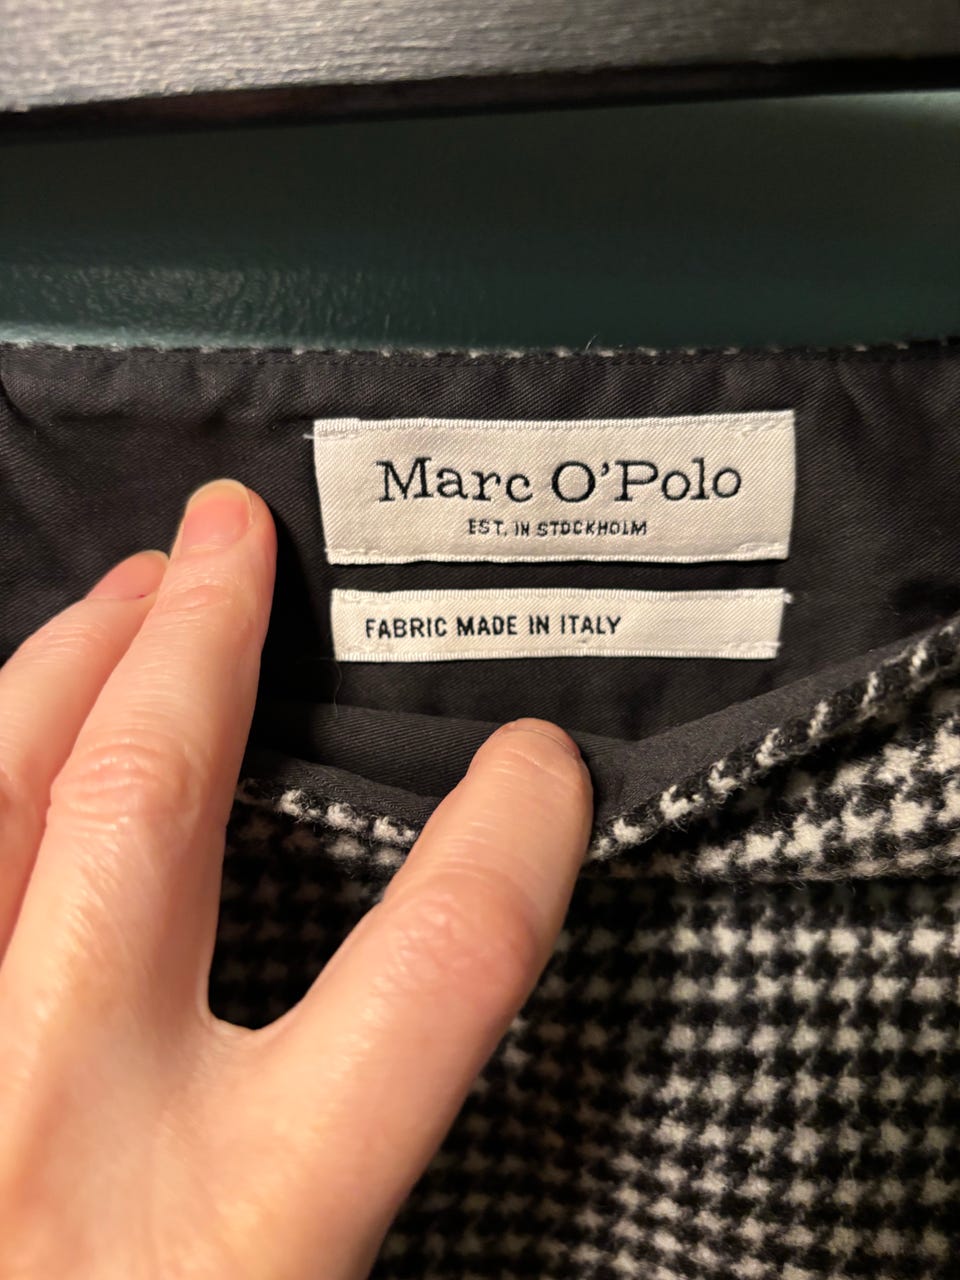 Marc O'Polo
EST. IN STOCKHOLM
FABRIC MADE IN ITALY